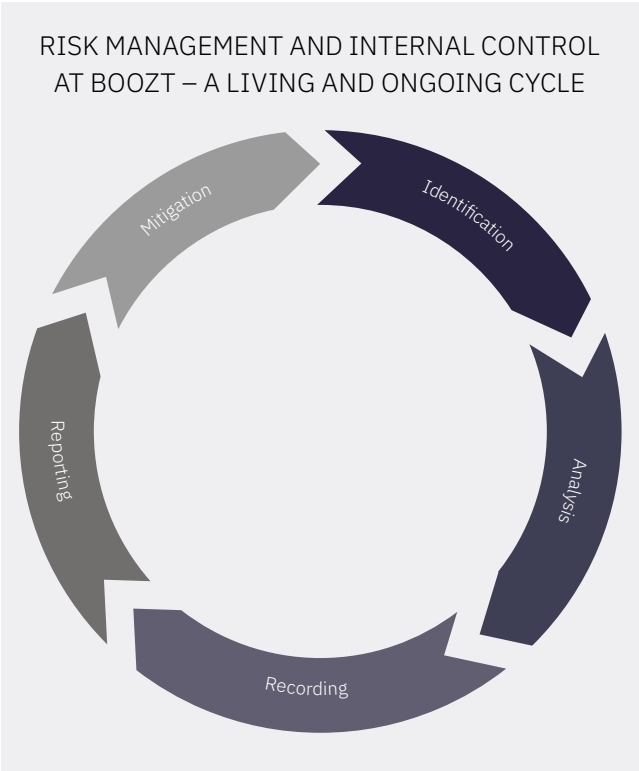 RISK MANAGEMENT AND INTERNAL CONTROL
AT BOOZT – A LIVING AND ONGOING CYCLE
Identification
Analysis
Recording
Reporting
Mitigation